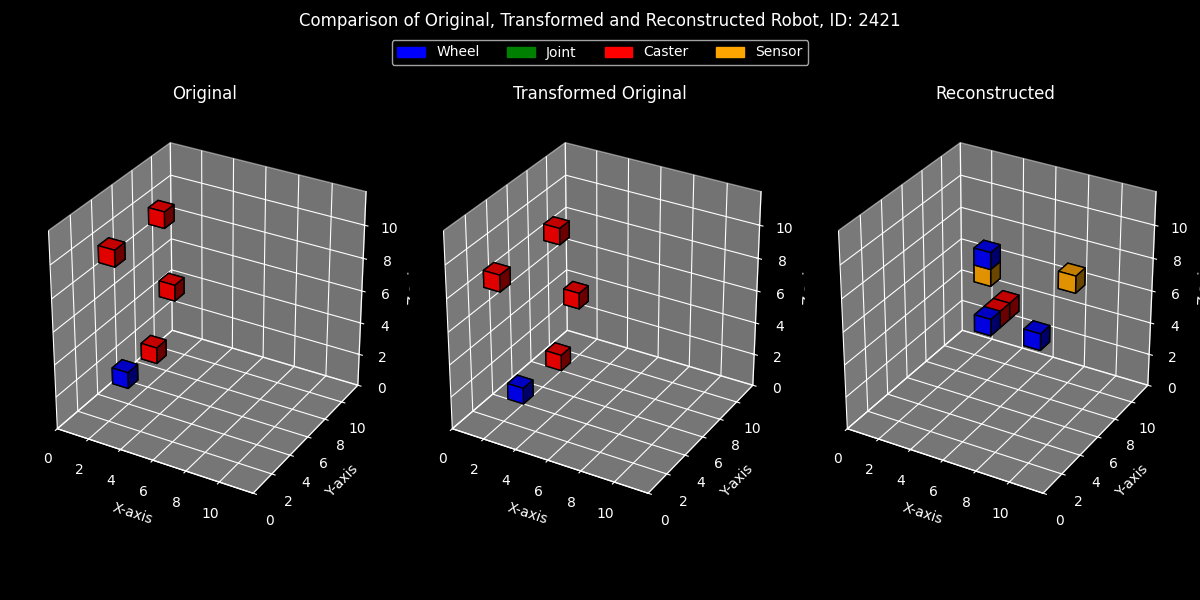 Comparison of Original, Transformed and Reconstructed Robot, ID: 2421
Wheel Joint Caster Sensor
Original Transformed Original Reconstructed
10 10 10
8 8 8
6 6 6
4 4 4
2 2 2
0 0 0
0 2 4 6 8 10 0 2 4 6 8 10 0 2 4 6 8 10
X-axis X-axis X-axis
0 2 4 6 8 10 0 2 4 6 8 10 0 2 4 6 8 10
Y-axis Y-axis Y-axis